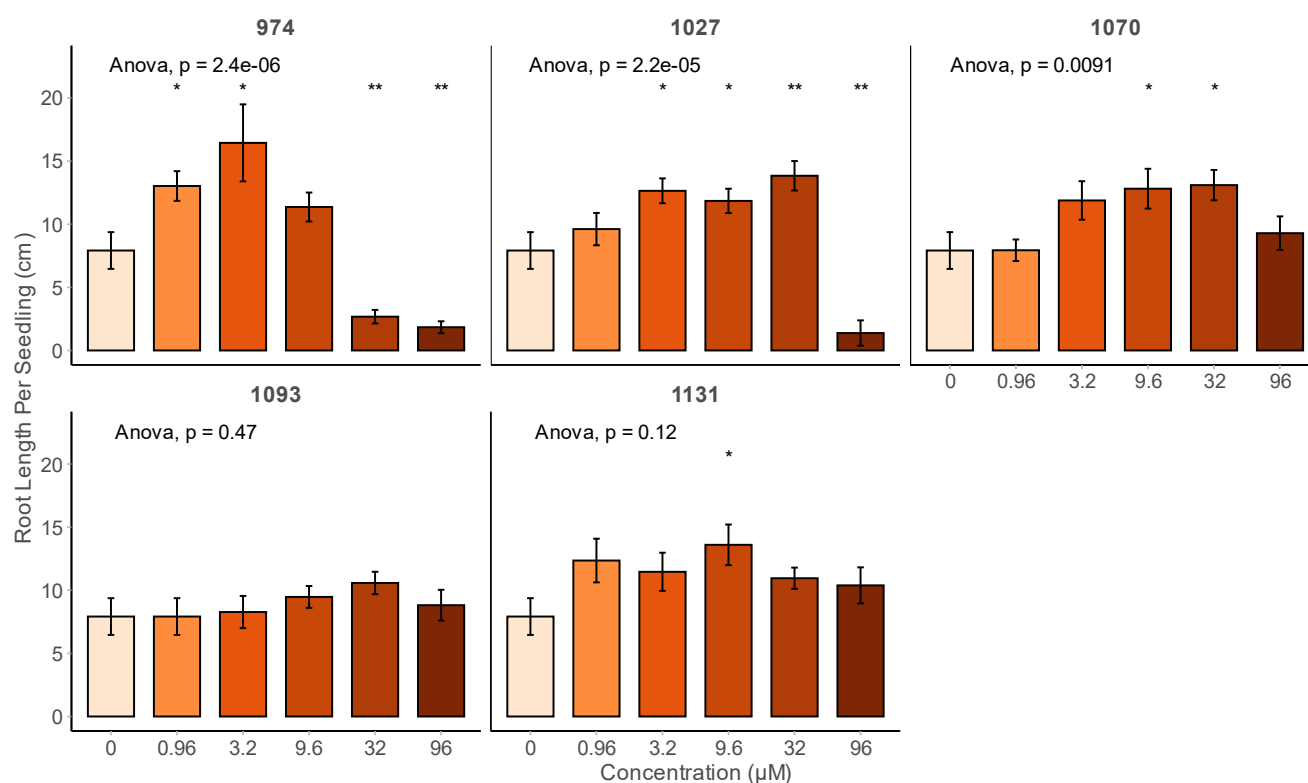 974 1027 1070
Anova, p = 2.4e-06 Anova, p = 2.2e-05 Anova, p = 0.0091
* * ** ** * * ** ** * *
20
15
10
5
0
0 0.96 3.2 9.6 32 96
1093 1131
Anova, p = 0.47 Anova, p = 0.12
*
20
15
10
5
0
0 0.96 3.2 9.6 32 96 0 0.96 3.2 9.6 32 96
Root Length Per Seedling (cm)
Concentration (µM)